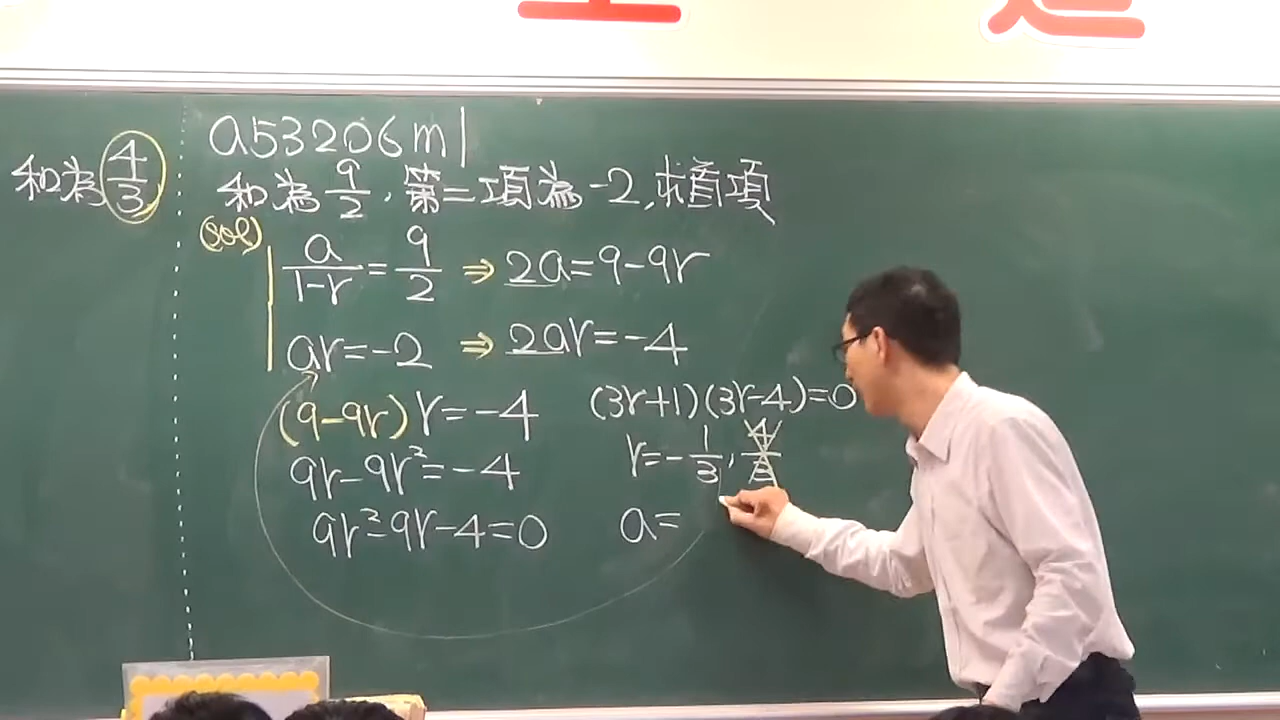 和為 4/3
a53206m1
和為 9/2, 第二項為 -2, 求首項
(sol)
a/(1-r) = 9/2 ⇒ 2a=9-9r
ar=-2 ⇒ 2ar=-4
(9-9r)r=-4
9r-9r²=-4
9r²-9r-4=0
(3r+1)(3r-4)=0
r=-1/3, 4/3
a=